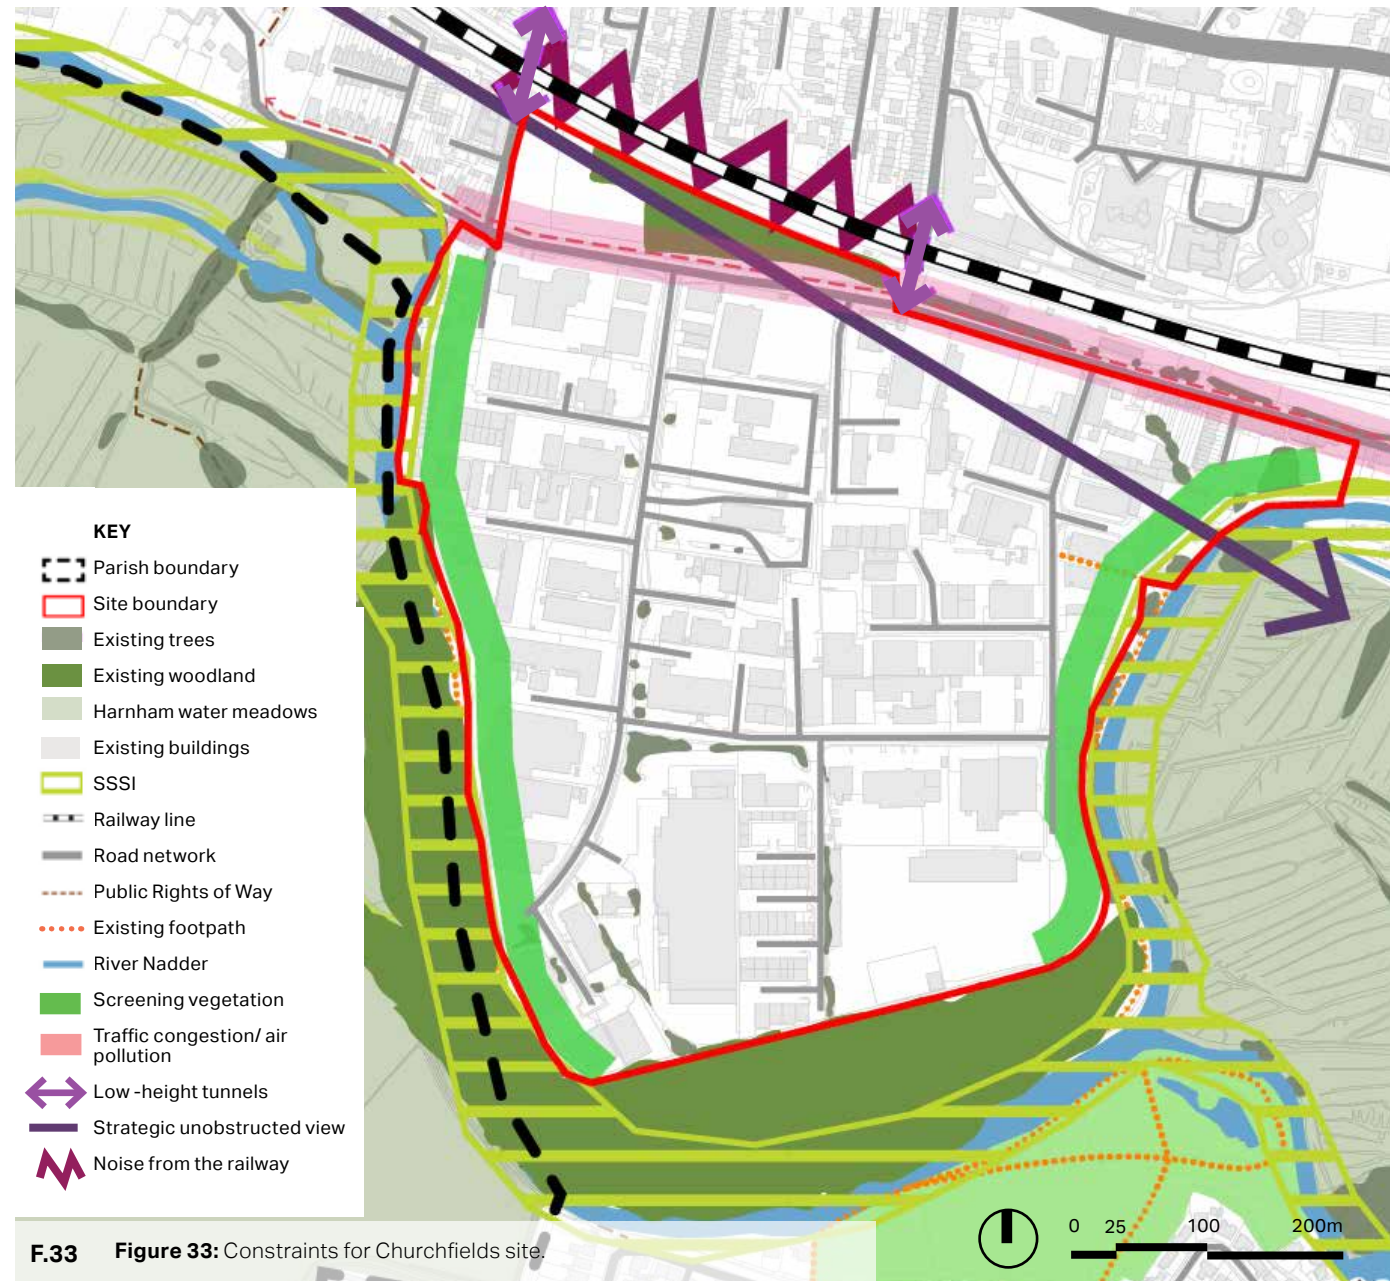 KEY
Parish boundary
Site boundary
Existing trees
Existing woodland
Harnham water meadows
Existing buildings
SSSI
Railway line
Road network
Public Rights of Way
Existing footpath
River Nadder
Screening vegetation
Traffic congestion/ air
pollution
Low -height tunnels
Strategic unobstructed view
Noise from the railway
F.33 Figure 33: Constraints for Churchfields site.
0 25 100 200m